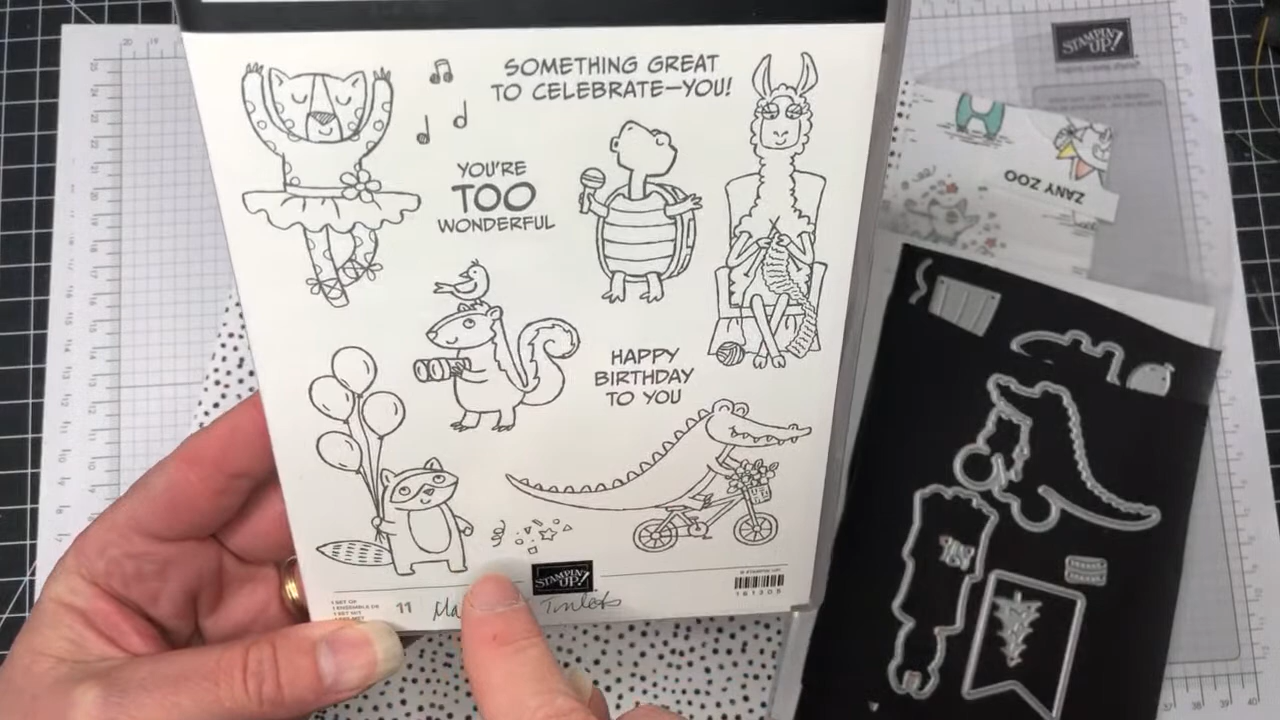 SOMETHING GREAT
TO CELEBRATE—YOU!
YOU'RE
TOO
WONDERFUL
HAPPY
BIRTHDAY
TO YOU
STAMPIN' UP!
11
STAMPIN' UP!
ZANY ZOO